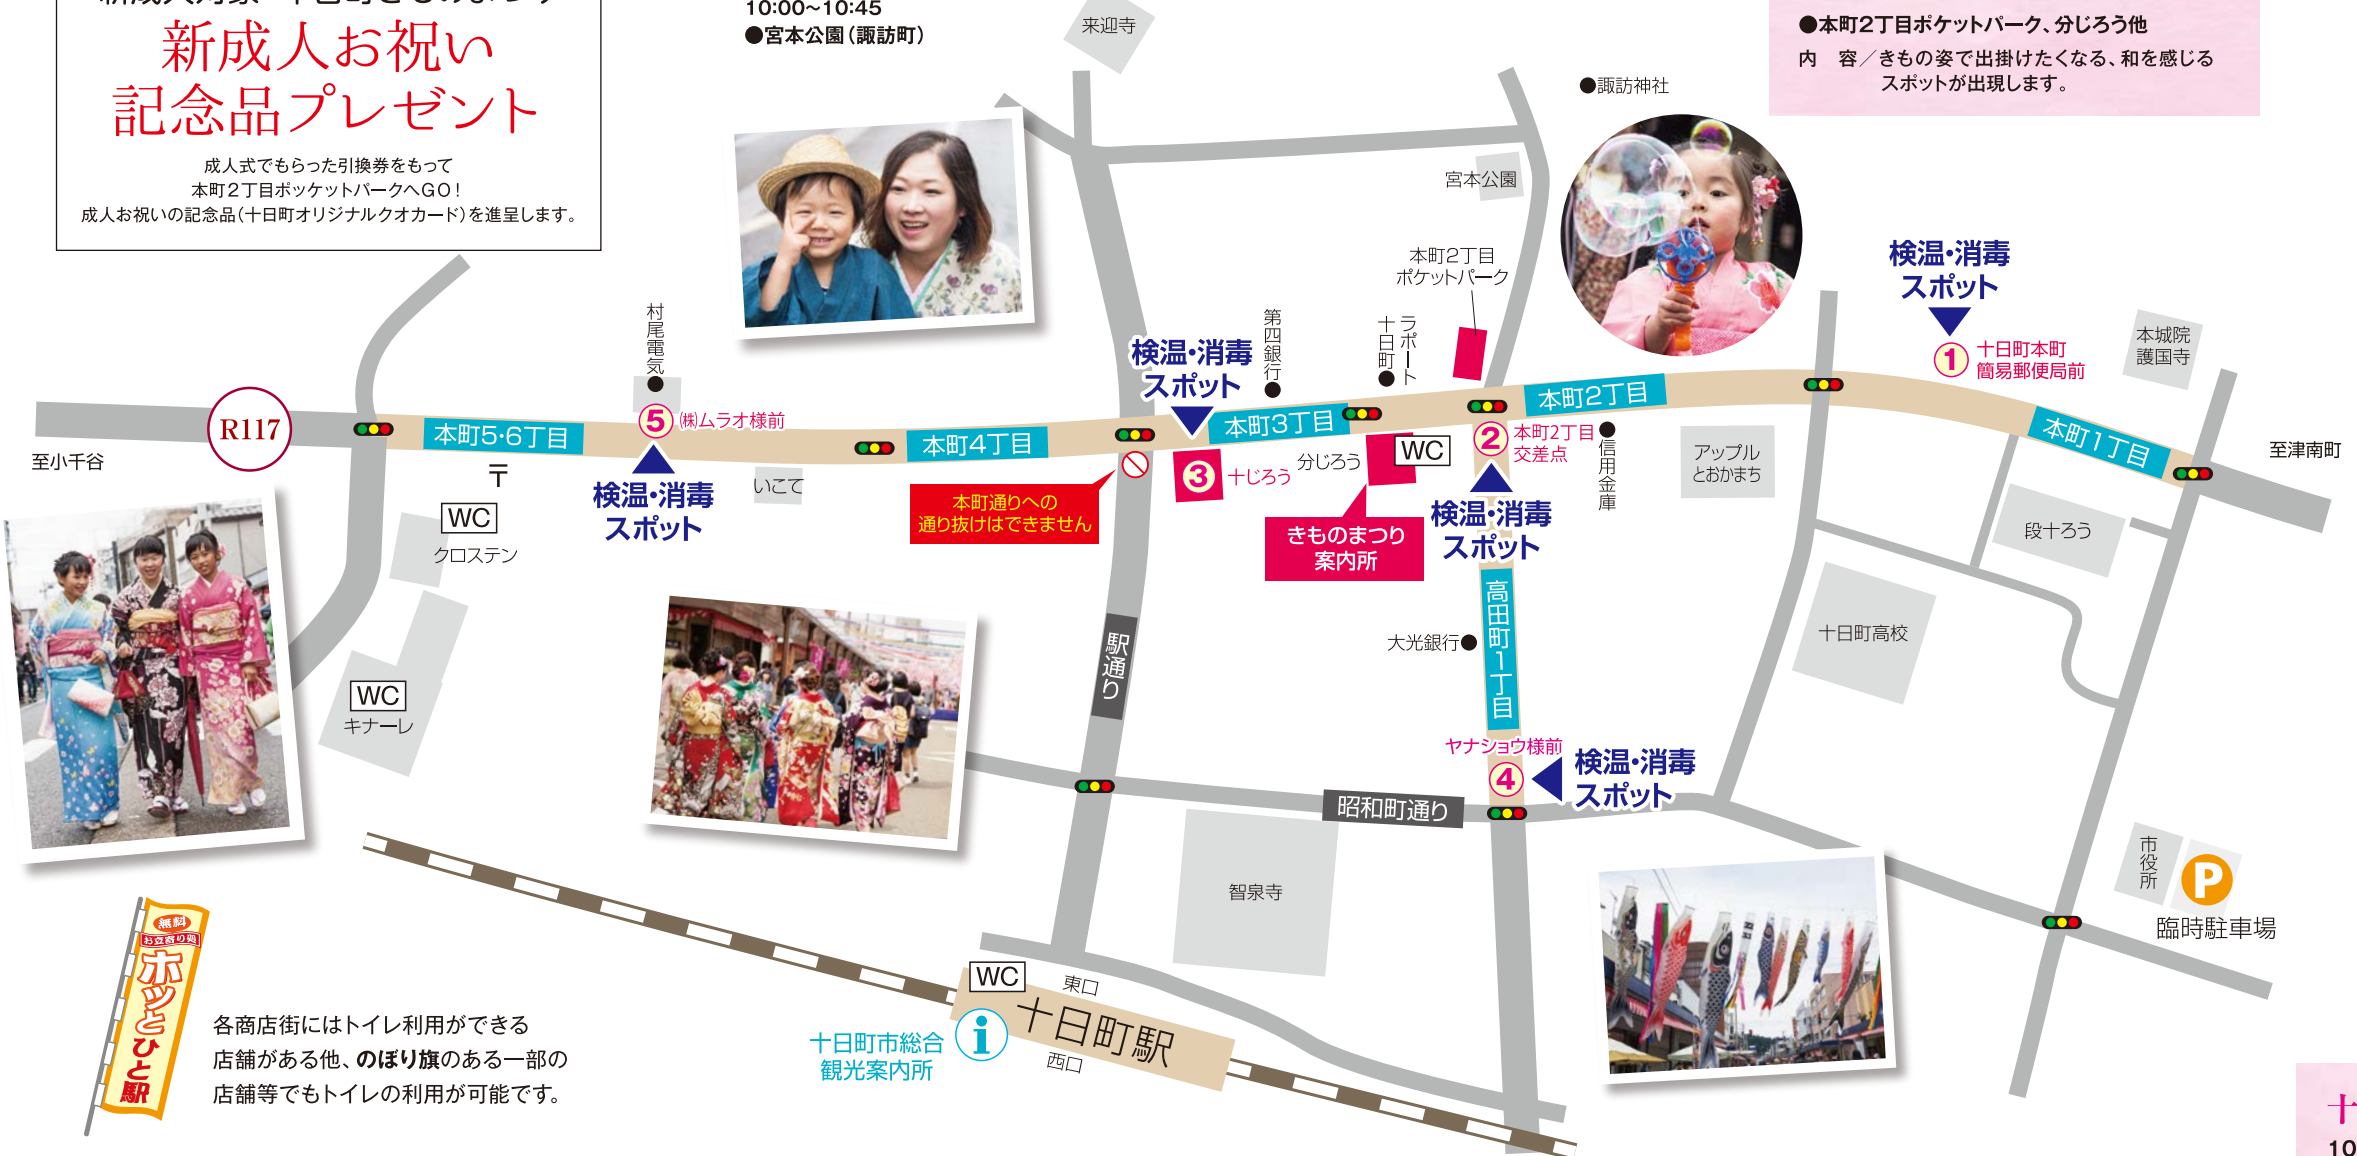 新成人お祝い
記念品プレゼント
成人式でもらった引換券をもって
本町2丁目ポッケットパークへGO!
成人お祝いの記念品(十日町オリジナルクオカード)を進呈します。
10:00~10:45
●宮本公園(諏訪町)
●本町2丁目ポケットパーク、分じろう他
内 容/きもの姿で出掛けたくなる、和を感じる
スポットが出現します。
来迎寺
●諏訪神社
宮本公園
本町2丁目
ポケットパーク
検温・消毒
スポット
1
十日町本町
簡易郵便局前
本城院
護国寺
村尾電気
第四銀行
ラポート
十日町
検温・消毒
スポット
R117
至小千谷
本町5・6丁目
5
㈱ムラオ様前
本町4丁目
本町3丁目
本町2丁目
本町1丁目
至津南町
〒
WC
クロステン
検温・消毒
スポット
いこて
本町通りへの
通り抜けはできません
3
十じろう
分じろう
WC
きものまつり
案内所
2
本町2丁目
交差点
信用金庫
検温・消毒
スポット
アップル
とおかまち
段十ろう
十日町高校
WC
キナーレ
駅通り
大光銀行●
高田町1丁目
ヤナショウ様前
4
検温・消毒
スポット
昭和町通り
智泉寺
市役所
P
臨時駐車場
無料
お立寄り処
ホッとひと駅
各商店街にはトイレ利用ができる
店舗がある他、のぼり旗のある一部の
店舗等でもトイレの利用が可能です。
WC
東口
十日町駅
西口
i
十日町市総合
観光案内所
十
10